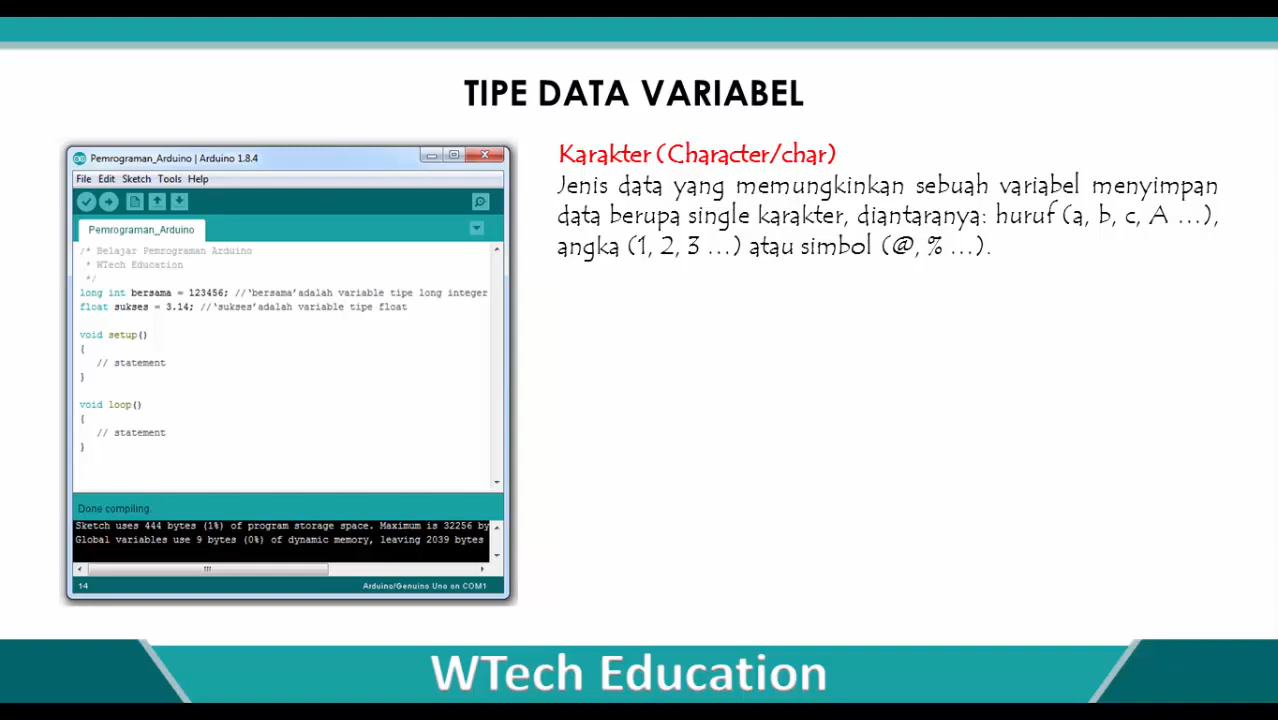 TIPE DATA VARIABEL
Pemrograman_Arduino | Arduino 1.8.4
File Edit Sketch Tools Help
Pemrograman_Arduino
/* Belajar Pemrograman Arduino
* WTech Education
*/
long int bersama = 123456; //‘bersama’adalah variable tipe long integer
float sukses = 3.14; //‘sukses’adalah variable tipe float
void setup()
{
// statement
}
void loop()
{
// statement
}
Done compiling.
Sketch uses 444 bytes (1%) of program storage space. Maximum is 32256 by
Global variables use 9 bytes (0%) of dynamic memory, leaving 2039 bytes
14
Arduino/Genuino Uno on COM1
Karakter (Character/char)
Jenis data yang memungkinkan sebuah variabel menyimpan
data berupa single karakter, diantaranya: huruf (a, b, c, A ...),
angka (1, 2, 3 ...) atau simbol (@, % ...).
WTech Education